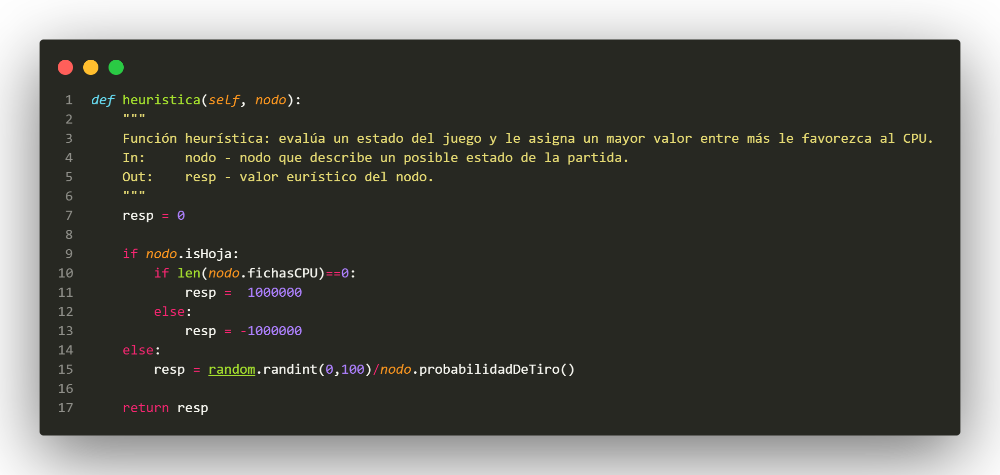 1 def heuristica(self, nodo):
2     """
3     Función heurística: evalúa un estado del juego y le asigna un mayor valor entre más le favorezca al CPU.
4     In:     nodo - nodo que describe un posible estado de la partida.
5     Out:    resp - valor eurístico del nodo.
6     """
7     resp = 0
8
9     if nodo.isHoja:
10         if len(nodo.fichasCPU)==0:
11             resp =  1000000
12         else:
13             resp = -1000000
14     else:
15         resp = random.randint(0,100)/nodo.probabilidadDeTiro()
16
17     return resp